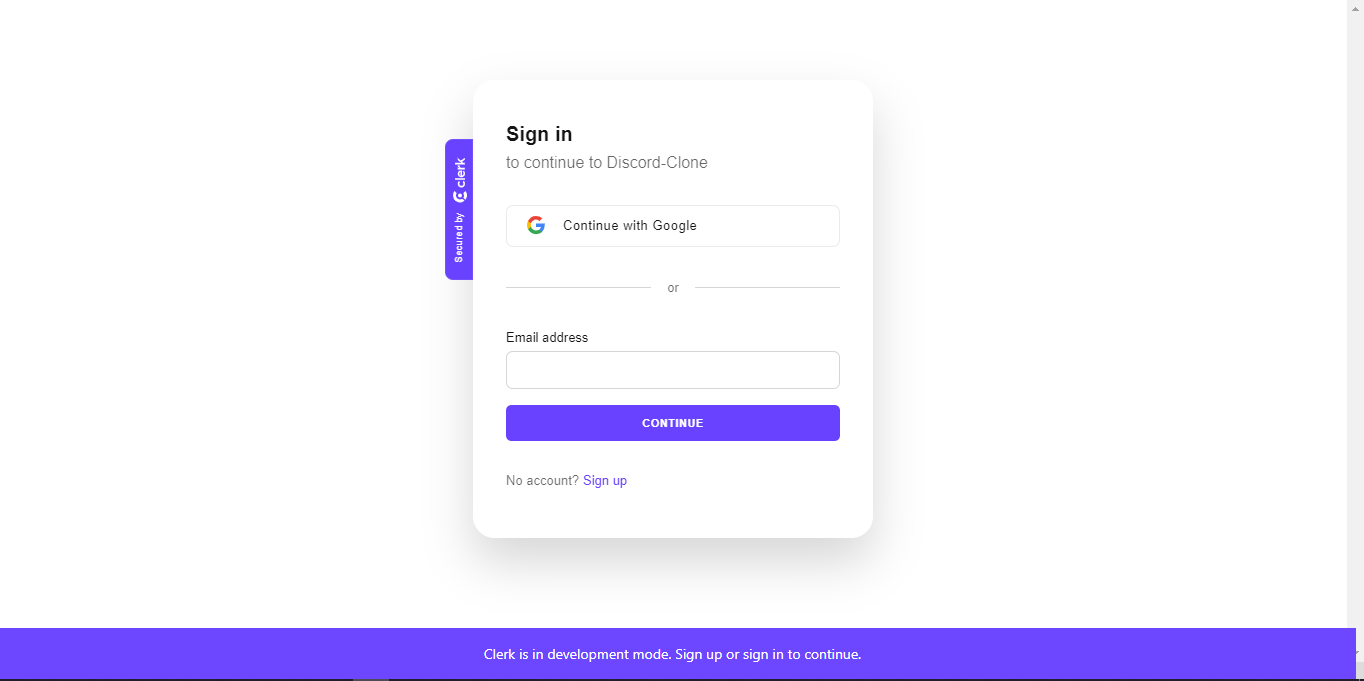 Sign in
to continue to Discord-Clone
Secured by clerk
Continue with Google
or
Email address
CONTINUE
No account? Sign up
Clerk is in development mode. Sign up or sign in to continue.